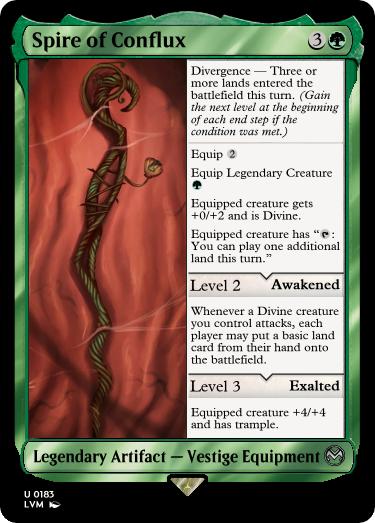 Spire of Conflux 3
Divergence — Three or
more lands entered the
battlefield this turn. (Gain
the next level at the beginning
of each end step if the
condition was met.)
Equip 2
Equip Legendary Creature
Equipped creature gets
+0/+2 and is Divine.
Equipped creature has “:
You can play one additional
land this turn.”
Level 2 Awakened
Whenever a Divine creature
you control attacks, each
player may put a basic land
card from their hand onto
the battlefield.
Level 3 Exalted
Equipped creature +4/+4
and has trample.
Legendary Artifact — Vestige Equipment
U 0183
LVM